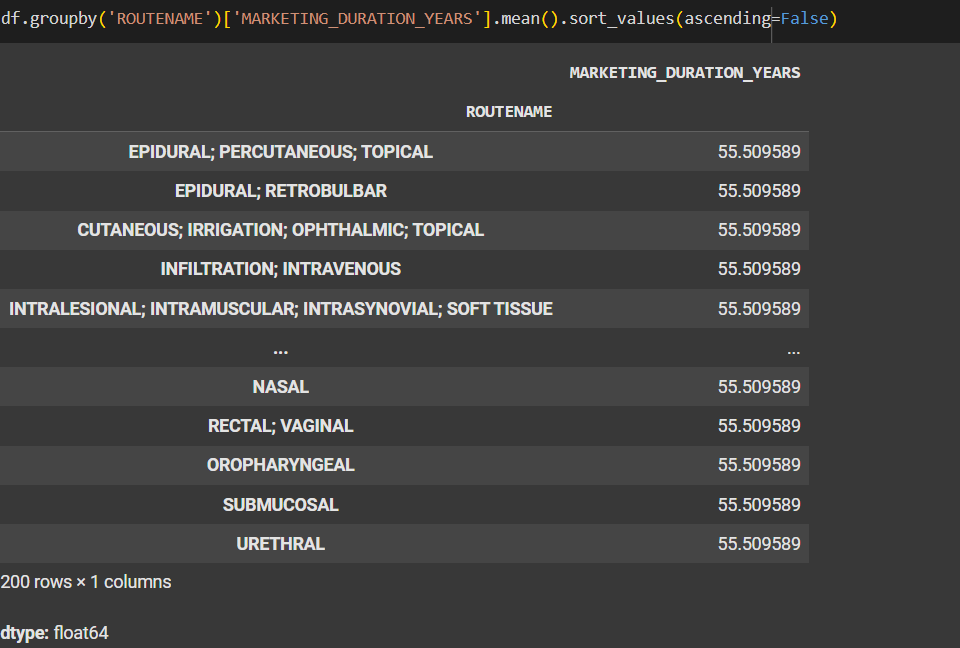 df.groupby('ROUTENAME')['MARKETING_DURATION_YEARS'].mean().sort_values(ascending=False)
MARKETING_DURATION_YEARS
ROUTENAME
EPIDURAL; PERCUTANEOUS; TOPICAL 55.509589
EPIDURAL; RETROBULBAR 55.509589
CUTANEOUS; IRRIGATION; OPHTHALMIC; TOPICAL 55.509589
INFILTRATION; INTRAVENOUS 55.509589
INTRALESIONAL; INTRAMUSCULAR; INTRASYNOVIAL; SOFT TISSUE 55.509589
... ...
NASAL 55.509589
RECTAL; VAGINAL 55.509589
OROPHARYNGEAL 55.509589
SUBMUCOSAL 55.509589
URETHRAL 55.509589
200 rows × 1 columns
dtype: float64